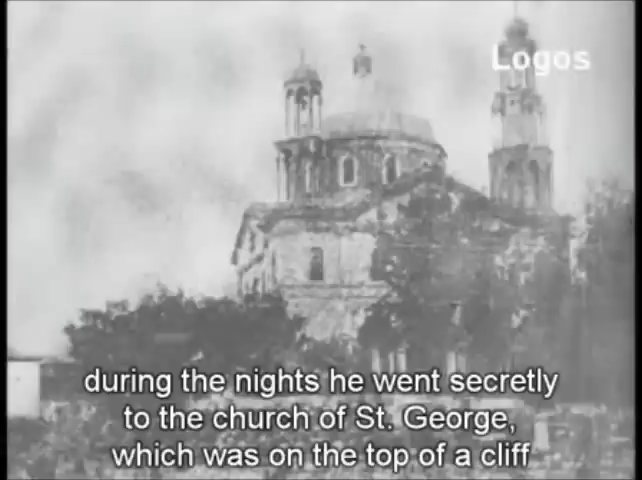 Logos
during the nights he went secretly
to the church of St. George,
which was on the top of a cliff